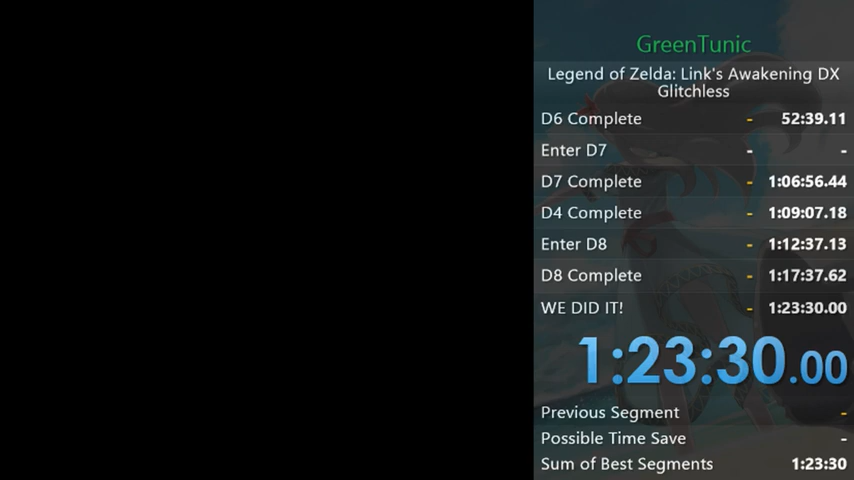 GreenTunic
Legend of Zelda: Link's Awakening DX
Glitchless
D6 Complete - 52:39.11
Enter D7 - -
D7 Complete - 1:06:56.44
D4 Complete - 1:09:07.18
Enter D8 - 1:12:37.13
D8 Complete - 1:17:37.62
WE DID IT! - 1:23:30.00
1:23:30.00
Previous Segment -
Possible Time Save -
Sum of Best Segments 1:23:30